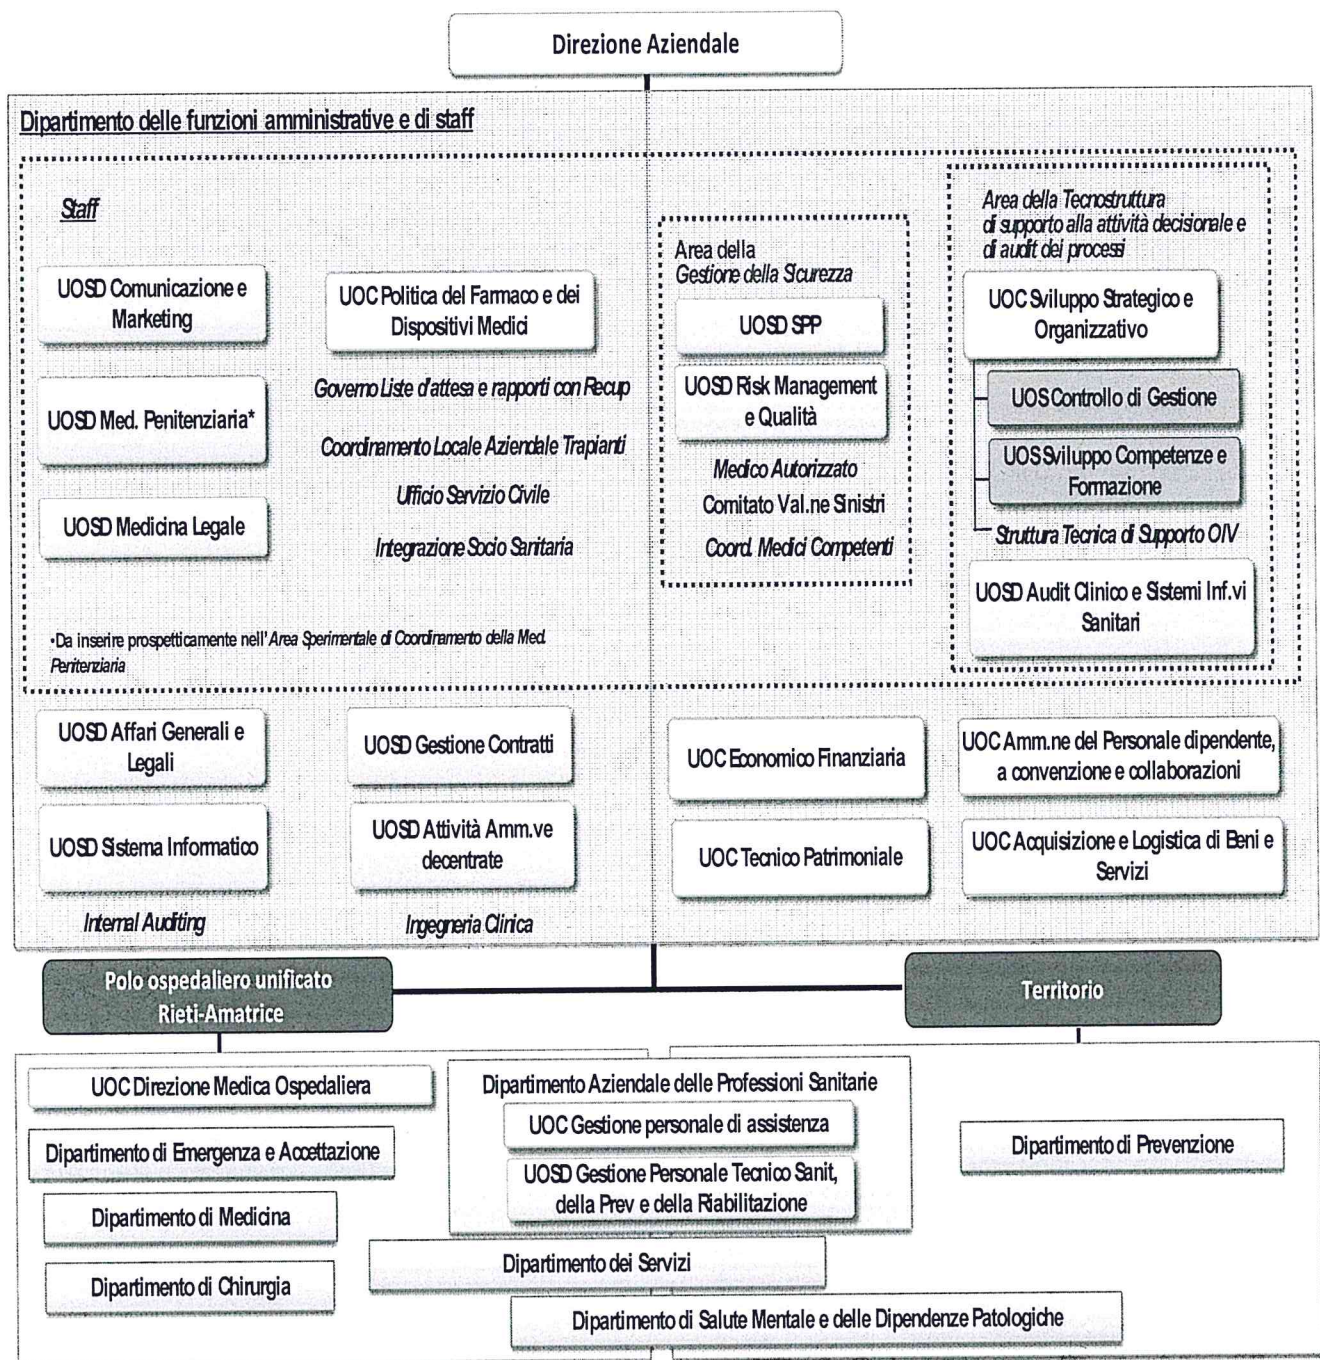 Direzione Aziendale
Dipartimento delle funzioni amministrative e di staff
Staff
UOSD Comunicazione e
Marketing
UOSD Med. Penitenziaria*
UOSD Medicina Legale
UOC Politica del Farmaco e dei
Dispositivi Medici
Governo Liste d'attesa e rapporti con Recup
Coordinamento Locale Aziendale Trapianti
Ufficio Servizio Civile
Integrazione Socio Sanitaria
•Da inserire prospetticamente nell'Area Sperimentale di Coordinamento della Med.
Penitenziaria
Area della
Gestione della Sicurezza
UOSD SPP
UOSD Risk Management
e Qualità
Medico Autorizzato
Comitato Val.ne Sinistri
Coord. Medici Competenti
Area della Tecnostruttura
di supporto alla attività decisionale e
di audit dei processi
UOC Sviluppo Strategico e
Organizzativo
UOS Controllo di Gestione
UOS Sviluppo Competenze e
Formazione
Struttura Tecnica di Supporto OIV
UOSD Audit Clinico e Sistemi Inf.vi
Sanitari
UOSD Affari Generali e
Legali
UOSD Gestione Contratti
UOC Economico Finanziaria
UOC Amm.ne del Personale dipendente,
a convenzione e collaborazioni
UOSD Sistema Informatico
UOSD Attività Amm.ve
decentrate
UOC Tecnico Patrimoniale
UOC Acquisizione e Logistica di Beni e
Servizi
Internal Auditing
Ingegneria Clinica
Polo ospedaliero unificato
Rieti-Amatrice
Territorio
UOC Direzione Medica Ospedaliera
Dipartimento di Emergenza e Accettazione
Dipartimento di Medicina
Dipartimento di Chirurgia
Dipartimento Aziendale delle Professioni Sanitarie
UOC Gestione personale di assistenza
UOSD Gestione Personale Tecnico Sanit,
della Prev e della Riabilitazione
Dipartimento di Prevenzione
Dipartimento dei Servizi
Dipartimento di Salute Mentale e delle Dipendenze Patologiche